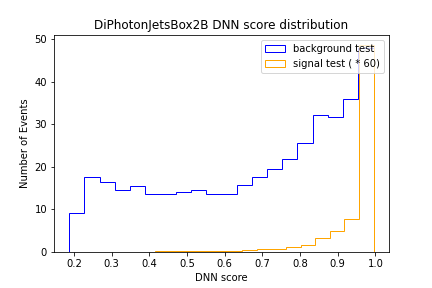 DiPhotonJetsBox2B DNN score distribution
background test
signal test ( * 60)
Number of Events
50
40
30
20
10
0
0.2 0.3 0.4 0.5 0.6 0.7 0.8 0.9 1.0
DNN score